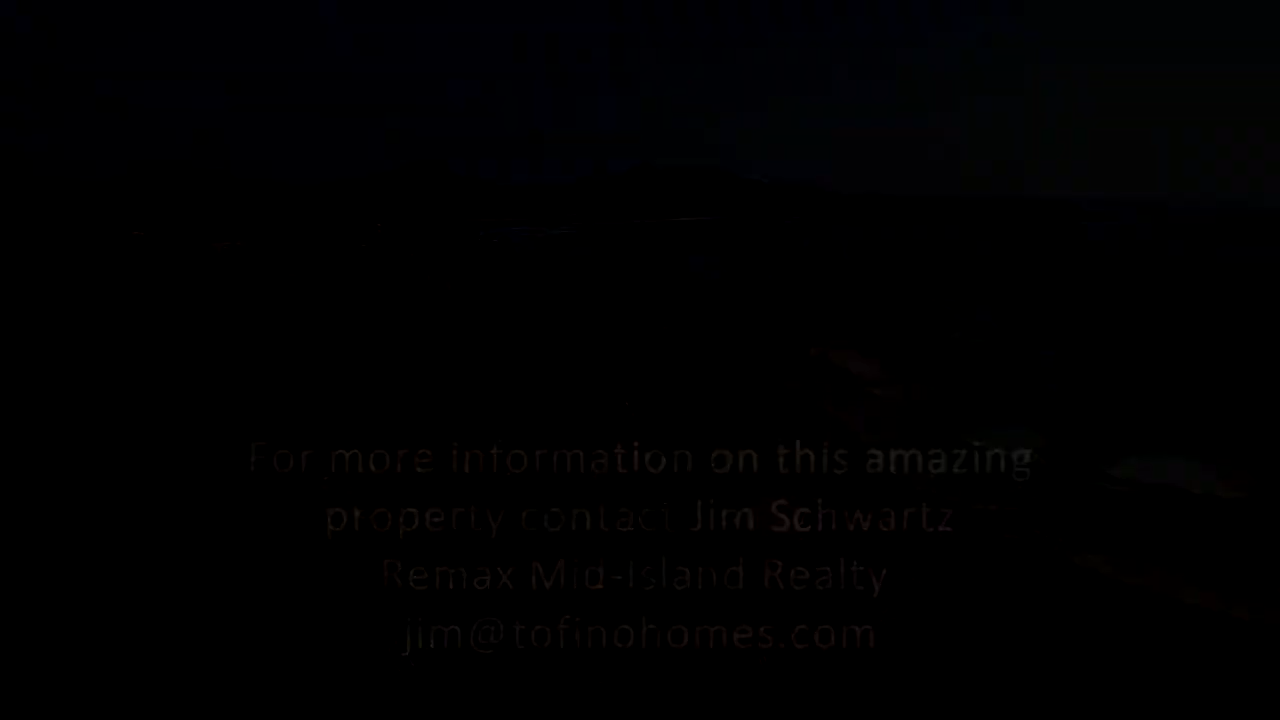 For more information on this amazing
property contact Jim Schwartz
Remax Mid-Island Realty
jim@tofinohomes.com